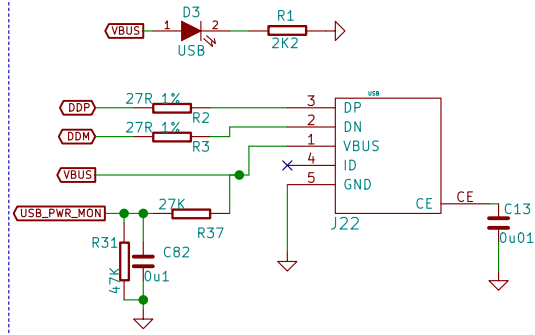 D3
VBUS 1 2 R1
USB 2K2
USB
27R 1%
DDP R2 3 DP
27R 1%
DDM R3 2 DN
1 VBUS
VBUS 4 ID
5 GND
27K CE CE C13
USB_PWR_MON R37 J22 0u01
R31 C82
47K 0u1